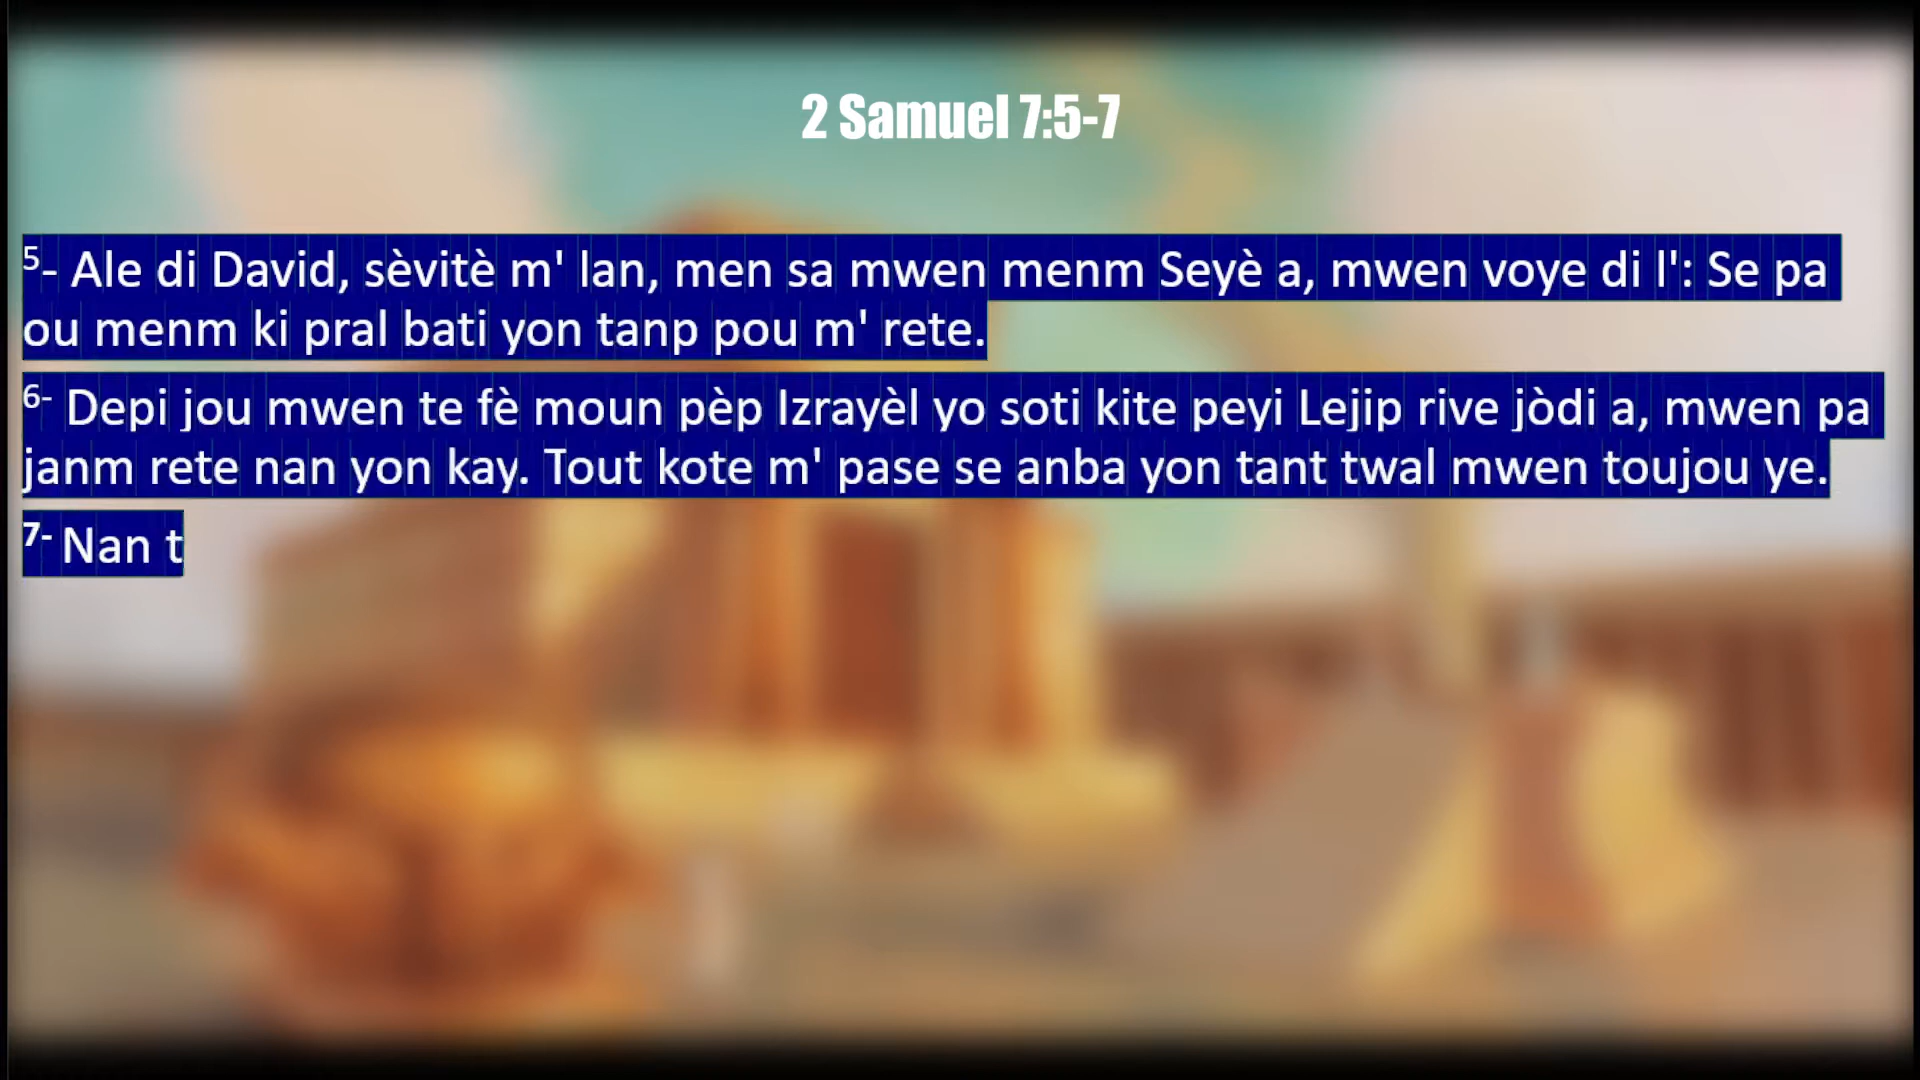 2 Samuel 7:5-7
5- Ale di David, sèvitè m' lan, men sa mwen menm Seyè a, mwen voye di l': Se pa
ou menm ki pral bati yon tanp pou m' rete.
6- Depi jou mwen te fè moun pèp Izrayèl yo soti kite peyi Lejip rive jòdi a, mwen pa
janm rete nan yon kay. Tout kote m' pase se anba yon tant twal mwen toujou ye.
7- Nan t